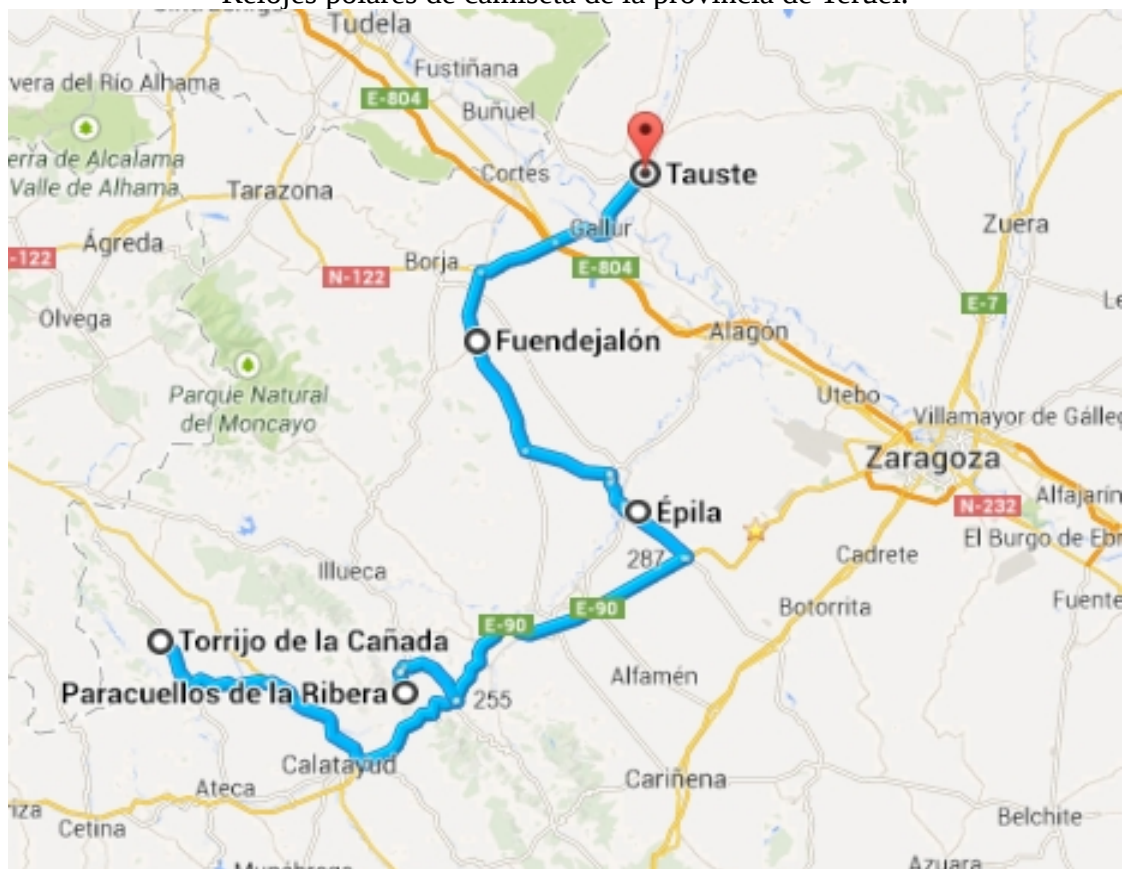 Relojes polares de camiseta de la provincia de Teruel.
Tudela
Fustiñana
vera del Río Alhama
E-804
Buñuel
erra de Alcalama
Valle de Alhama
Cortes
Tauste
Tarazona
Zuera
Gallur
Ágreda
-122
Borja
E-804
N-122
E-7
Le
Olvega
Alagón
Fuendejalón
Parque Natural
del Moncayo
Utebo
Villamayor de Gálleg
Zaragoza
Alfajarín
N-232
Épila
El Burgo de Ebr
287
Cadrete
Illueca
Botorrita
Fuente
E-90
E-90
Torrijo de la Cañada
Alfamén
Paracuellos de la Ribera
255
Calatayud
Cariñena
Ateca
iza
Belchite
Cetina
Azuara